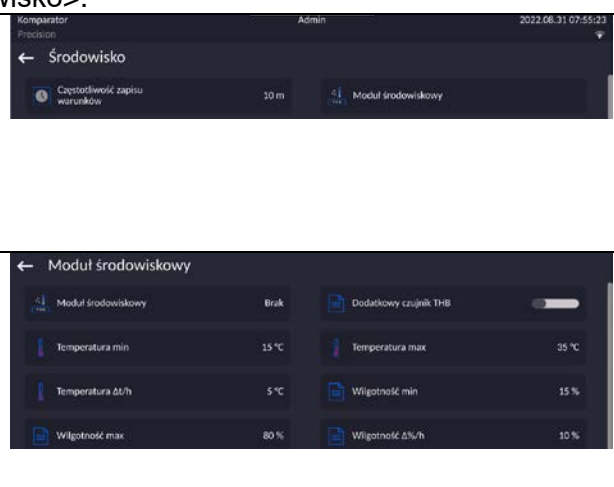 wisko>.
Komparator Admin 2022.08.31 07:55:23
Precision
← Środowisko
Częstotliwość zapisu
warunków 10 m Moduł środowiskowy
← Moduł środowiskowy
Moduł środowiskowy Brak Dodatkowy czujnik THB
Temperatura min 15 °C Temperatura max 35 °C
Temperatura Δt/h 5 °C Wilgotność min 15 %
Wilgotność max 80 % Wilgotność Δ%/h 10 %